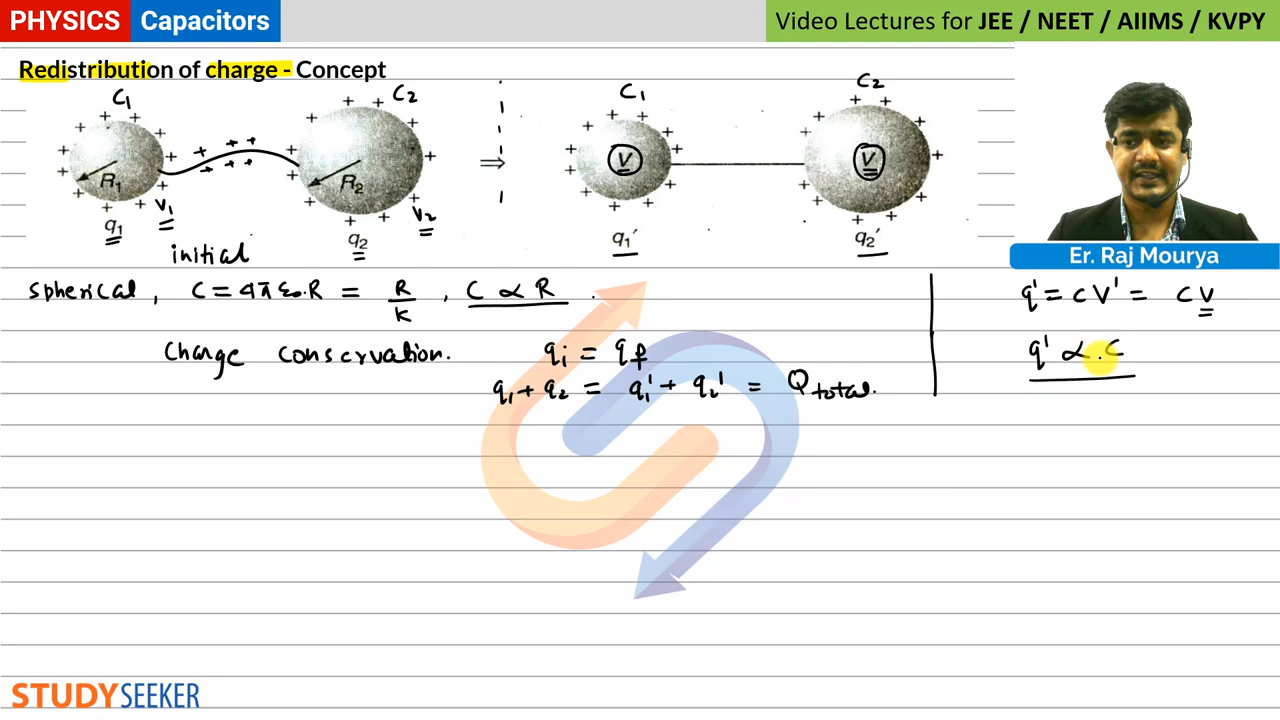 PHYSICS Capacitors
Video Lectures for JEE / NEET / AIIMS / KVPY
Redistribution of charge - Concept
C1 C2 C1 C2
R1 R2 ⇒ V V
q1 V1 q2 V2 q1′ q2′
initial
Er. Raj Mourya
Spherical, C = 4π ε0.R = R/K , C ∝ R .
q′ = CV′ = CV
Charge conservation. qi = qf
q′ ∝ C
q1 + q2 = q1′ + q2′ = Qtotal.
STUDYSEEKER